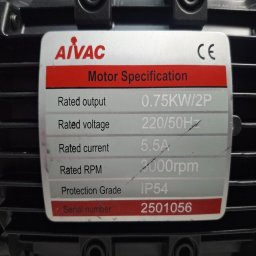 AIVAC CE
Motor Specification
Rated output 0.75KW/2P
Rated voltage 220/50Hz
Rated current 5.5A
Rated RPM 3000rpm
Protection Grade IP54
Serial number 2501056